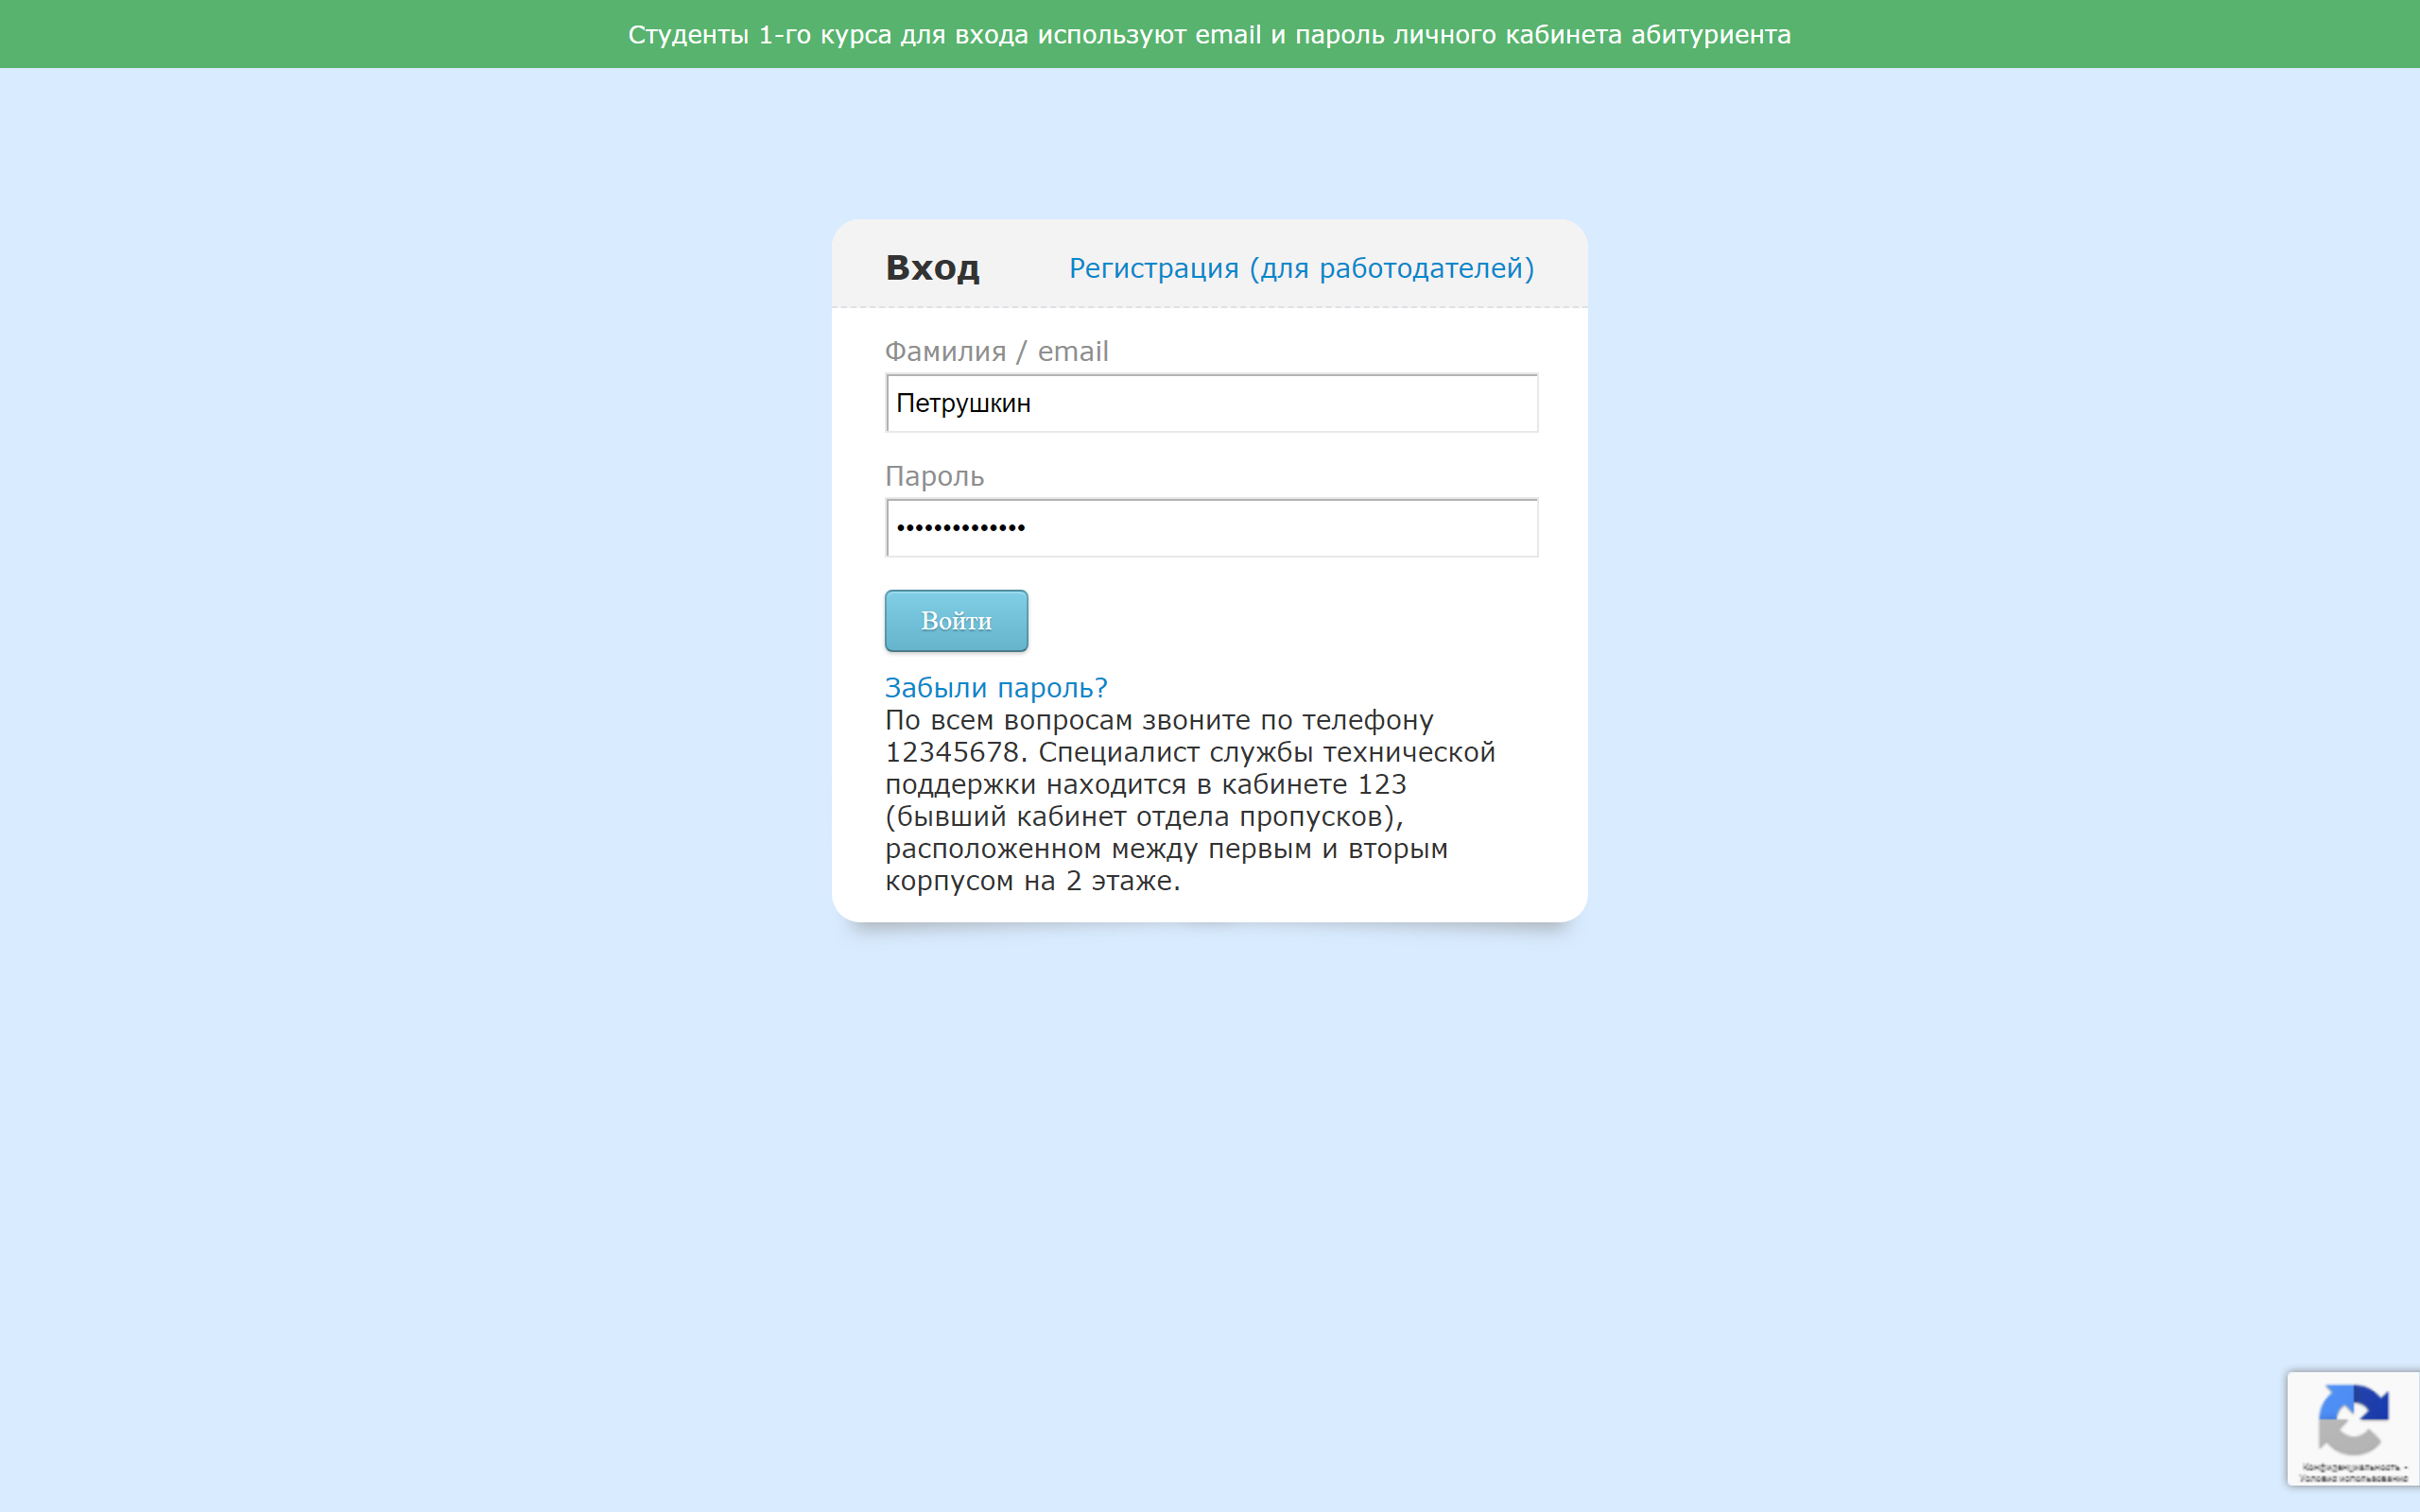 Студенты 1-го курса для входа используют email и пароль личного кабинета абитуриента
Вход
Регистрация (для работодателей)
Фамилия / email
Петрушкин
Пароль
••••••••••••••
Войти
Забыли пароль?
По всем вопросам звоните по телефону
12345678. Специалист службы технической
поддержки находится в кабинете 123
(бывший кабинет отдела пропусков),
расположенном между первым и вторым
корпусом на 2 этаже.
Конфиденциальность -
Условия использования